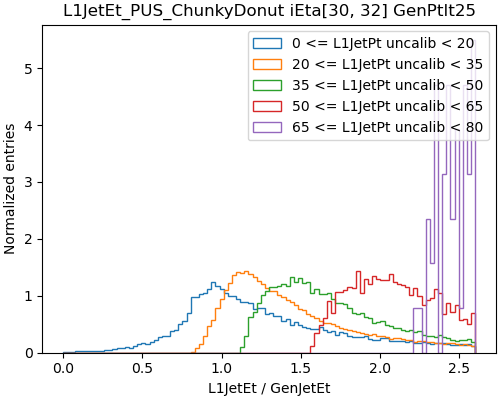 L1JetEt_PUS_ChunkyDonut iEta[30, 32] GenPtlt25
0 <= L1JetPt uncalib < 20
20 <= L1JetPt uncalib < 35
35 <= L1JetPt uncalib < 50
50 <= L1JetPt uncalib < 65
65 <= L1JetPt uncalib < 80
Normalized entries
5
4
3
2
1
0
0.0 0.5 1.0 1.5 2.0 2.5
L1JetEt / GenJetEt